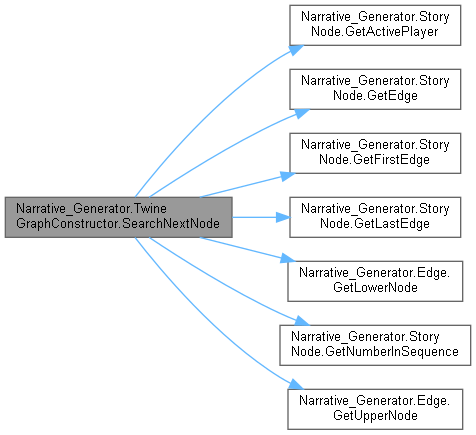 Narrative_Generator.Twine
GraphConstructor.SearchNextNode
Narrative_Generator.Story
Node.GetActivePlayer
Narrative_Generator.Story
Node.GetEdge
Narrative_Generator.Story
Node.GetFirstEdge
Narrative_Generator.Story
Node.GetLastEdge
Narrative_Generator.Edge.
GetLowerNode
Narrative_Generator.Story
Node.GetNumberInSequence
Narrative_Generator.Edge.
GetUpperNode